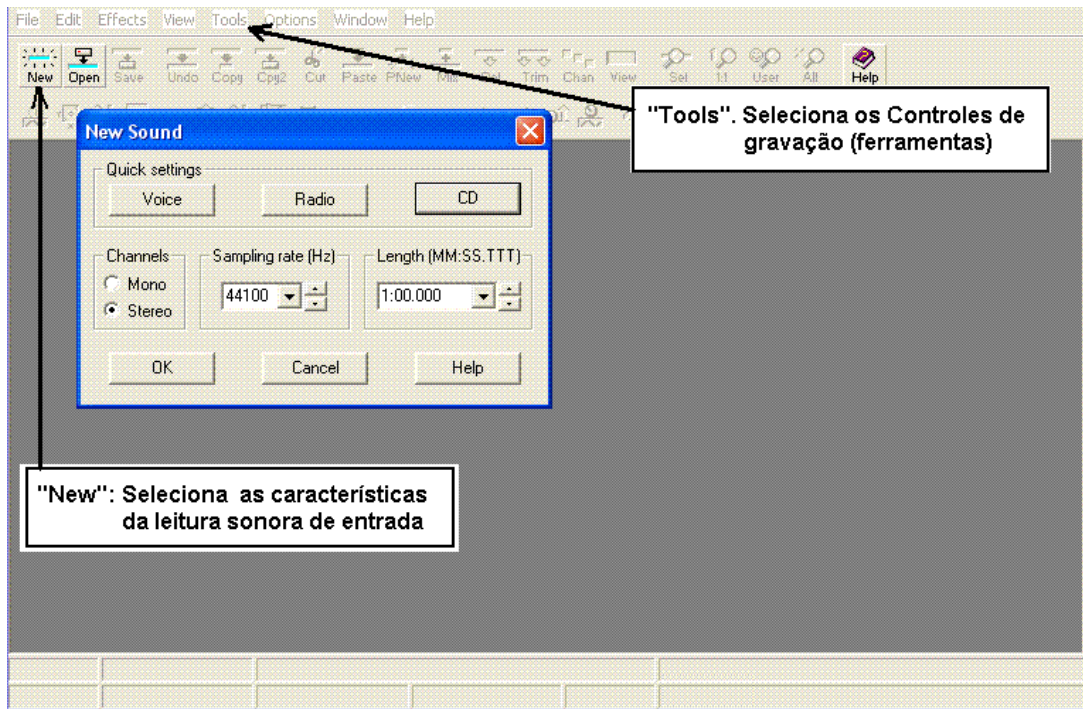 File Edit Effects View Tools Options Window Help
New Open Save Undo Copy Cpy2 Cut Paste PNew Mix Trim Chan View Sel 1:1 User All Help
"Tools". Seleciona os Controles de
gravação (ferramentas)
New Sound
Quick settings
Voice Radio CD
Channels Sampling rate (Hz) Length (MM:SS.TTT)
Mono
44100 1:00.000
Stereo
OK Cancel Help
"New": Seleciona as características
da leitura sonora de entrada